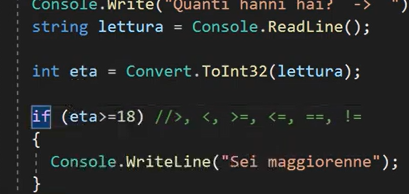 Console.Write("Quanti hanni hai?  ->  ")
string lettura = Console.ReadLine();
int eta = Convert.ToInt32(lettura);
if (eta>=18) //>, <, >=, <=, ==, !=
{
Console.WriteLine("Sei maggiorenne");
}